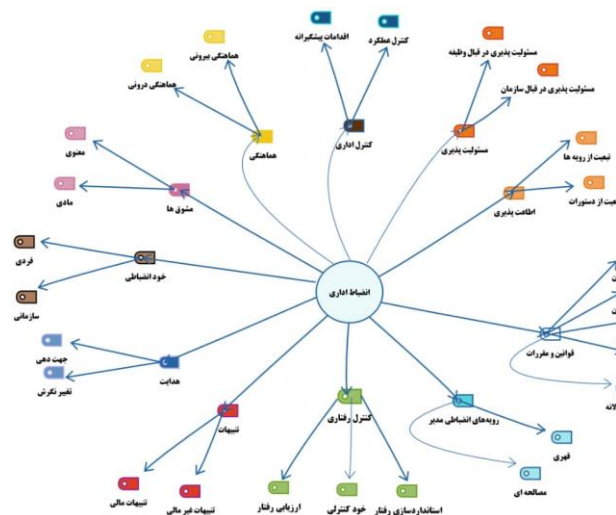 اقدامات پیشگیرانه
کنترل عملکرد
هماهنگی بیرونی
مسئولیت پذیری در قبال وظیفه
هماهنگی درونی
مسئولیت پذیری در قبال سازمان
هماهنگی
کنترل اداری
مسئولیت پذیری
معنوی
تبعیت از رویه ها
مادی
مشوق ها
اطاعت پذیری
از دستورات
فردی
خود انضباطی
انضباط اداری
سازمانی
قوانین و مقررات
جهت دهی
هدایت
تغییر نگرش
تنبیهات
کنترل رفتاری
رویه‌های انضباطی مدیر
قهری
مصالحه ای
تنبیهات مالی
تنبیهات غیر مالی
ارزیابی رفتار
خود کنترلی
استانداردسازی رفتار